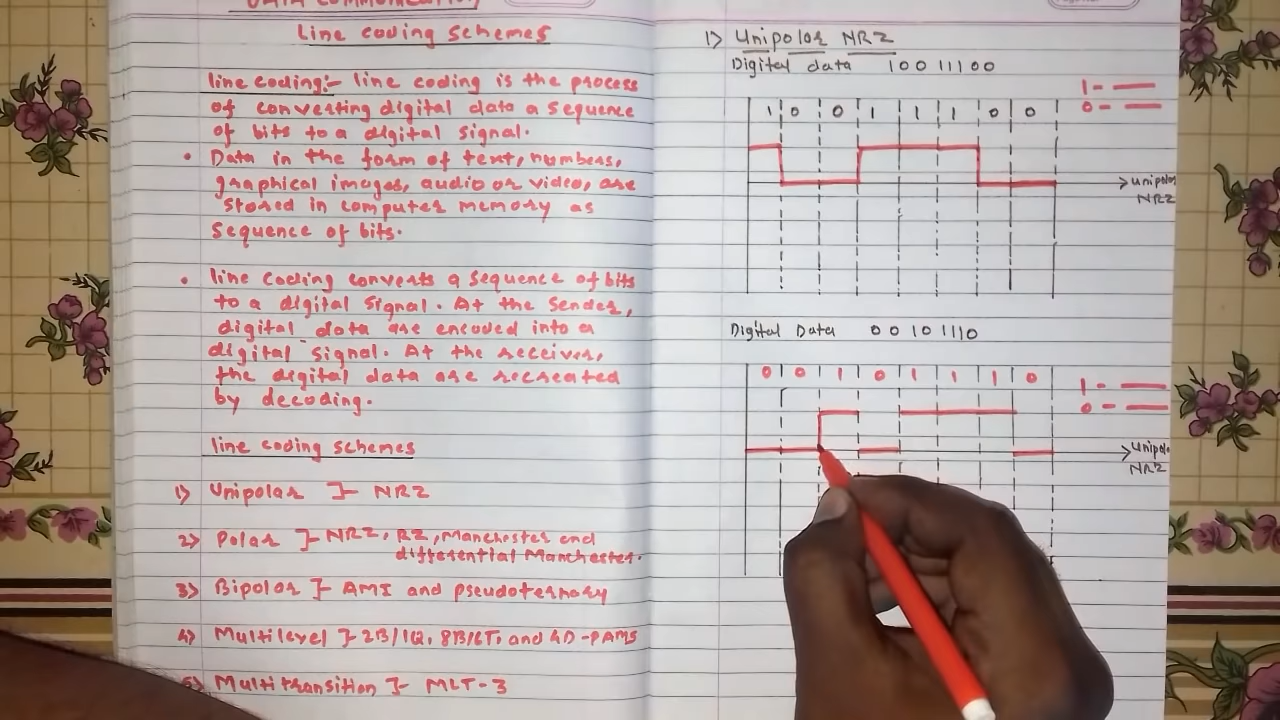 DATA COMMUNICATION
Line coding schemes
line coding:- line coding is the process
of converting digital data a sequence
of bits to a digital signal.
• Data in the form of text, numbers,
graphical images, audio or video, are
stored in computer memory as
sequence of bits.
• line coding converts a sequence of bits
to a digital signal. At the sender,
digital data are encoded into a
digital signal. At the receiver,
the digital data are recreated
by decoding.
line coding schemes
1) Unipolar }- NRZ
2) Polar }- NRZ, RZ, Manchester and
differential Manchester.
3) Bipolar }- AMI and pseudoternary
4) Multilevel }- 2B/1Q, 8B/6T, and 4D-PAM5
5) Multitransition }- MLT-3
1) Unipolar NRZ
Digital data 10011100
1 -
0 -
1 0 0 1 1 1 0 0
unipolar
NRZ
Digital Data 00101110
0 0 1 0 1 1 1 0
1 -
0 -
Unipola
NRZ